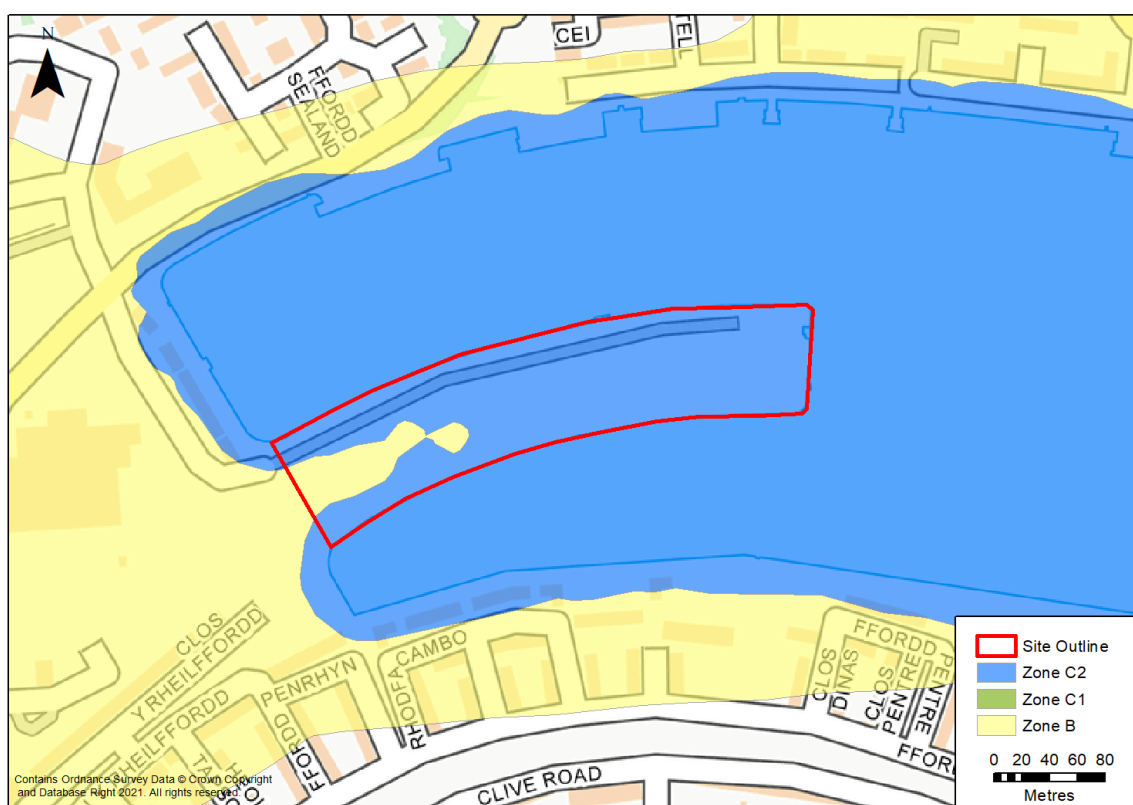 N
FFORDD
SEALAND
CEI
TEL
CLOS
YRHEILFFORDD
RHEILFFORDD
FFORDD
PENRHYN
RHODFA
CAMBO
CLIVE ROAD
CLOS
DINAS
CLOS
PENTRE
FFORDD
PENTRE
Site Outline
Zone C2
Zone C1
Zone B
0 20 40 60 80
Metres
Contains Ordnance Survey Data © Crown Copyright
and Database Right 2021. All rights reserved.